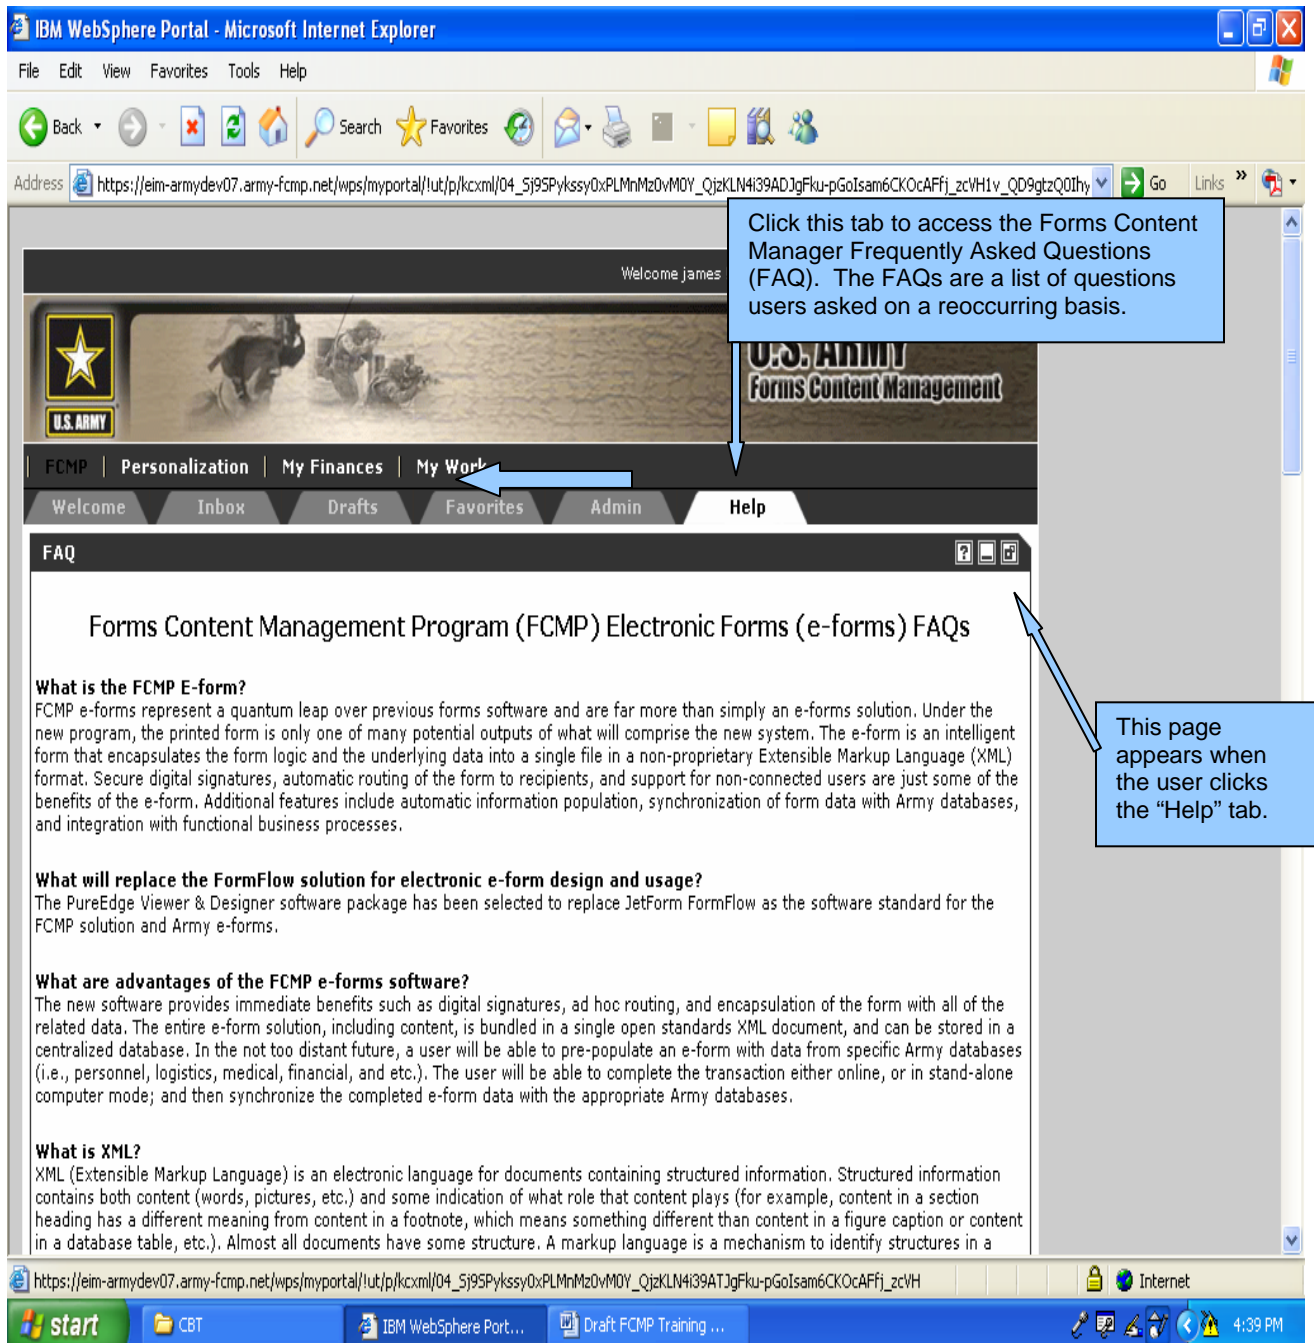 IBM WebSphere Portal - Microsoft Internet Explorer
File Edit View Favorites Tools Help
Back Search Favorites
Address https://eim-armydev07.army-fcmp.net/wps/myportal/!ut/p/kcxml/04_Sj9SPykssy0xPLMnMz0vM0Y_QjzKLN4i39ADJgFku-pGoIsam6CKOcAFfj_zcVH1v_QD9gtzQ0Ihy Go Links »
Click this tab to access the Forms Content
Manager Frequently Asked Questions
(FAQ). The FAQs are a list of questions
users asked on a reoccurring basis.
Welcome james
U.S. ARMY
U.S. ARMY
Forms Content Management
FCMP | Personalization | My Finances | My Work
Welcome Inbox Drafts Favorites Admin Help
FAQ ?
Forms Content Management Program (FCMP) Electronic Forms (e-forms) FAQs
What is the FCMP E-form?
FCMP e-forms represent a quantum leap over previous forms software and are far more than simply an e-forms solution. Under the
new program, the printed form is only one of many potential outputs of what will comprise the new system. The e-form is an intelligent
form that encapsulates the form logic and the underlying data into a single file in a non-proprietary Extensible Markup Language (XML)
format. Secure digital signatures, automatic routing of the form to recipients, and support for non-connected users are just some of the
benefits of the e-form. Additional features include automatic information population, synchronization of form data with Army databases,
and integration with functional business processes.
This page
appears when
the user clicks
the “Help” tab.
What will replace the FormFlow solution for electronic e-form design and usage?
The PureEdge Viewer & Designer software package has been selected to replace JetForm FormFlow as the software standard for the
FCMP solution and Army e-forms.
What are advantages of the FCMP e-forms software?
The new software provides immediate benefits such as digital signatures, ad hoc routing, and encapsulation of the form with all of the
related data. The entire e-form solution, including content, is bundled in a single open standards XML document, and can be stored in a
centralized database. In the not too distant future, a user will be able to pre-populate an e-form with data from specific Army databases
(i.e., personnel, logistics, medical, financial, and etc.). The user will be able to complete the transaction either online, or in stand-alone
computer mode; and then synchronize the completed e-form data with the appropriate Army databases.
What is XML?
XML (Extensible Markup Language) is an electronic language for documents containing structured information. Structured information
contains both content (words, pictures, etc.) and some indication of what role that content plays (for example, content in a section
heading has a different meaning from content in a footnote, which means something different than content in a figure caption or content
in a database table, etc.). Almost all documents have some structure. A markup language is a mechanism to identify structures in a
https://eim-armydev07.army-fcmp.net/wps/myportal/!ut/p/kcxml/04_Sj9SPykssy0xPLMnMz0vM0Y_QjzKLN4i39ATJgFku-pGoIsam6CKOcAFfj_zcVH Internet
start CBT IBM WebSphere Port... Draft FCMP Training ... 4:39 PM